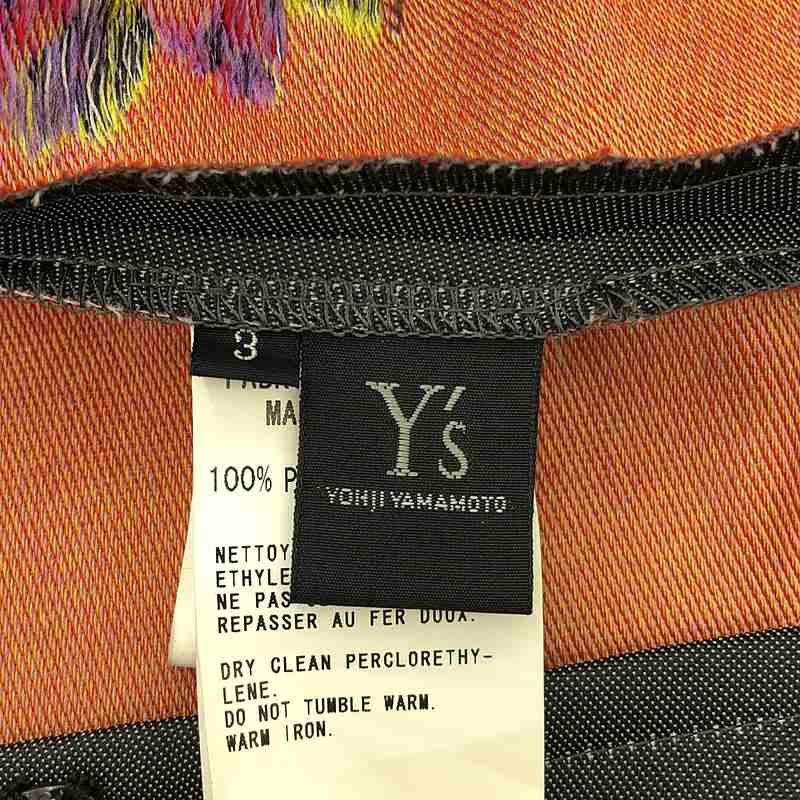 3
Y's
YOHJI YAMAMOTO
MA
100% P
NETTOY
ETHYLE
NE PAS
REPASSER AU FER DOUX.
DRY CLEAN PERCLORETHY-
LENE.
DO NOT TUMBLE WARM.
WARM IRON.